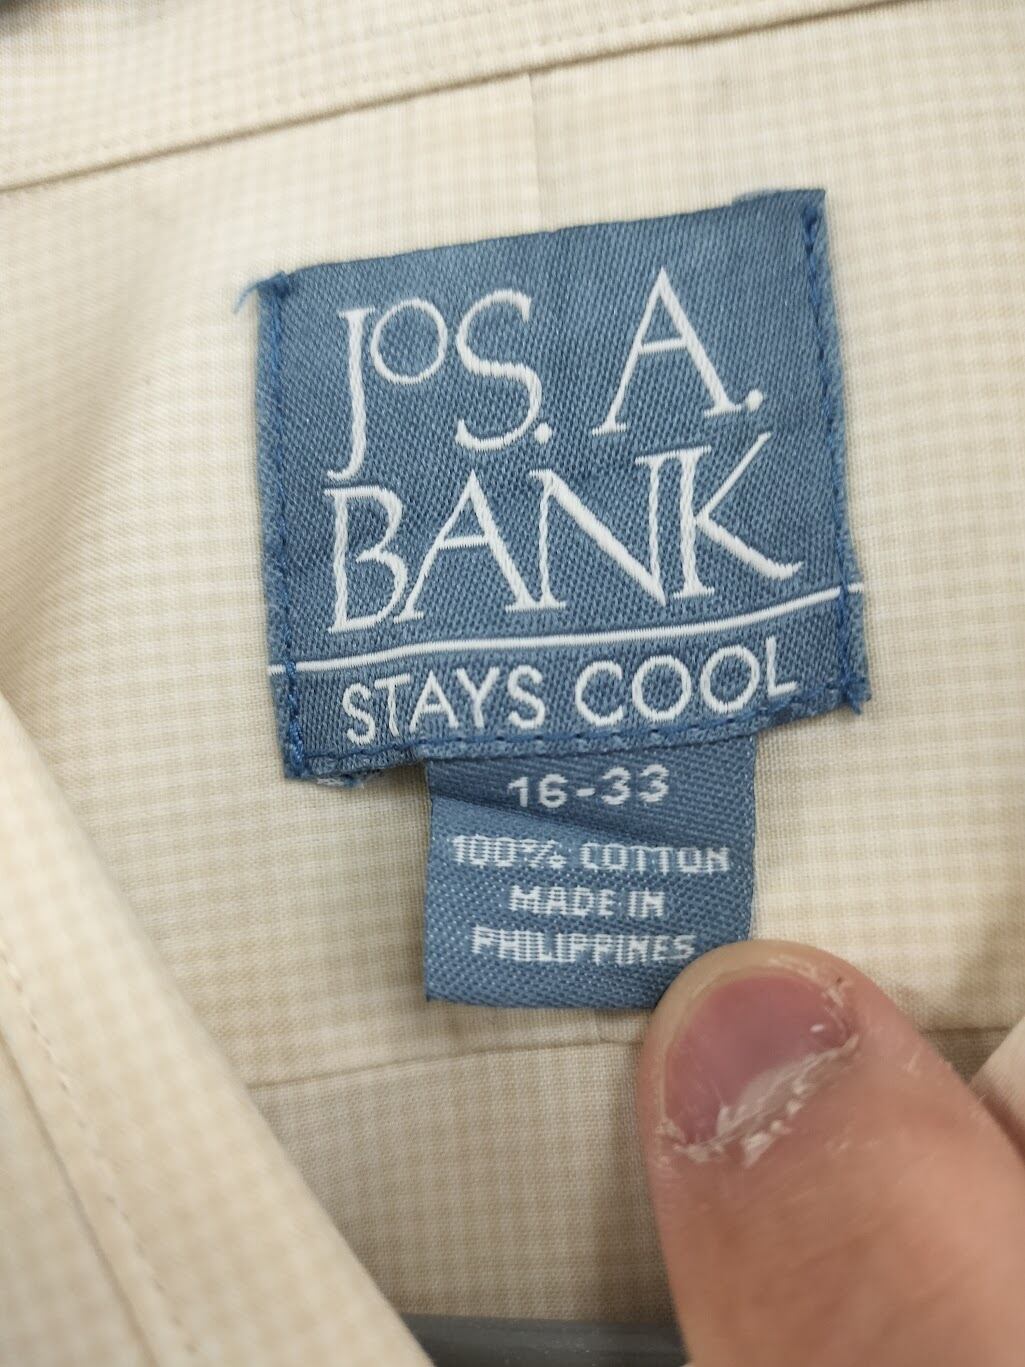 JOS. A.
BANK
STAYS COOL
16-33
100% COTTON
MADE IN
PHILIPPINES